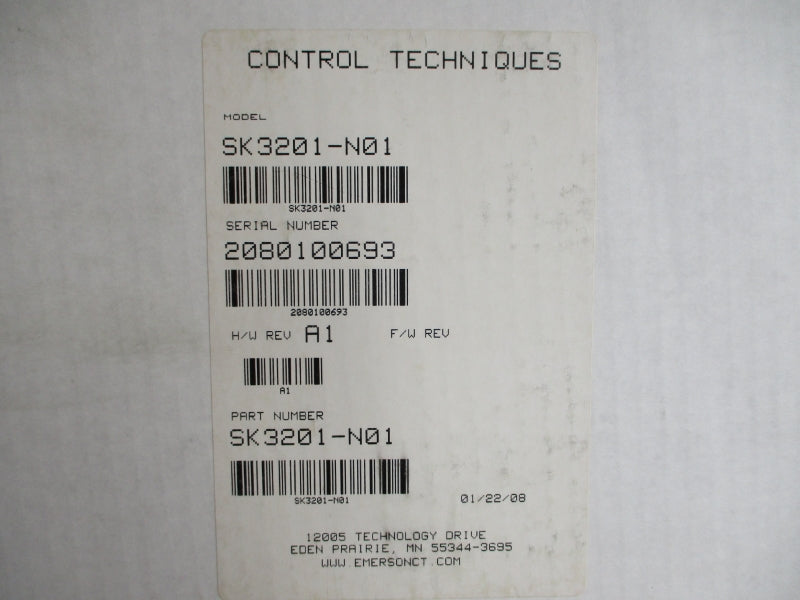 CONTROL TECHNIQUES
MODEL
SK3201-N01
SK3201-N01
SERIAL NUMBER
2080100693
2080100693
H/W REV A1 F/W REV
A1
PART NUMBER
SK3201-N01
SK3201-N01
01/22/08
12005 TECHNOLOGY DRIVE
EDEN PRAIRIE, MN 55344-3695
WWW.EMERSONCT.COM